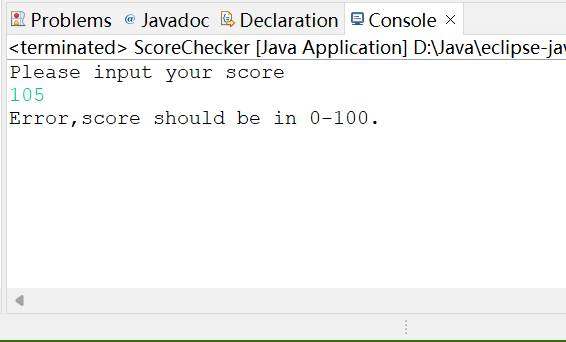 Problems @ Javadoc Declaration Console ×
<terminated> ScoreChecker [Java Application] D:\Java\eclipse-jav
Please input your score
105
Error,score should be in 0-100.